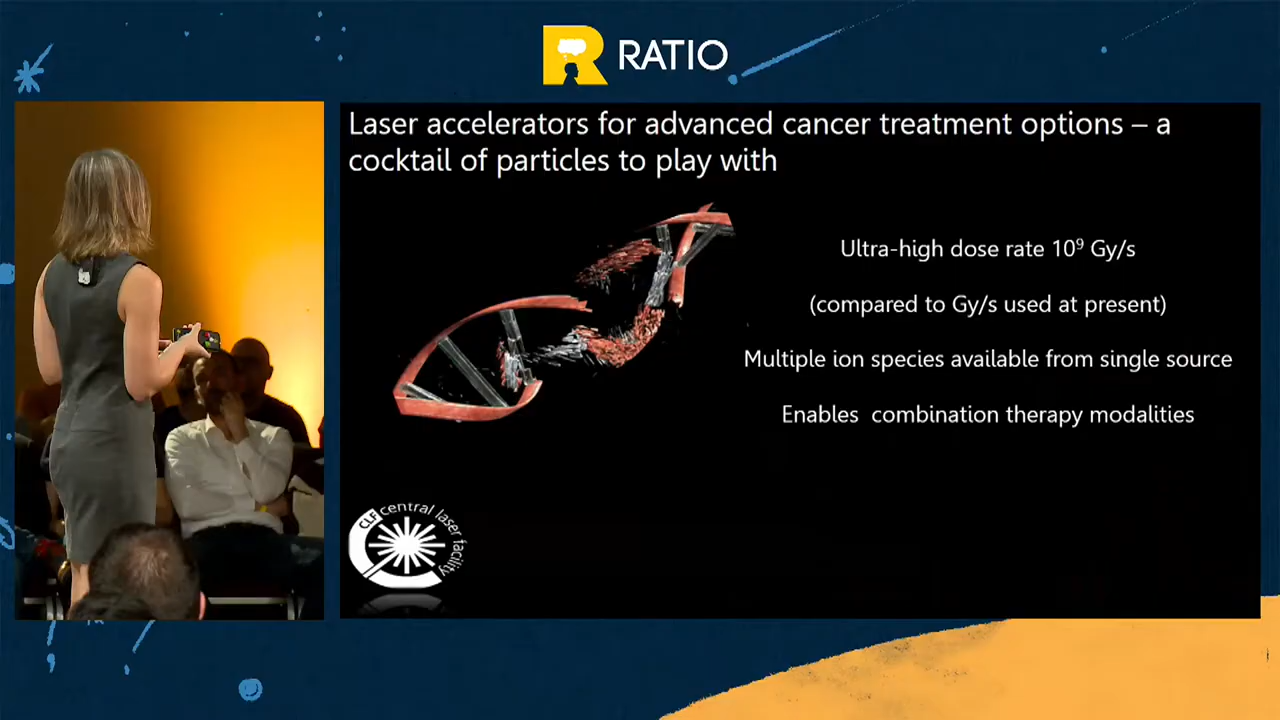 RATIO
Laser accelerators for advanced cancer treatment options – a
cocktail of particles to play with
Ultra-high dose rate 10⁹ Gy/s
(compared to Gy/s used at present)
Multiple ion species available from single source
Enables  combination therapy modalities
CLF central laser facility